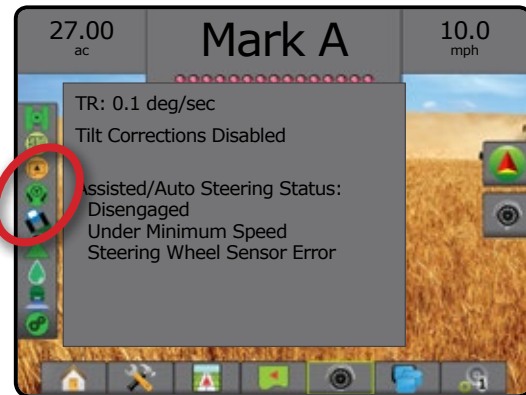 27.00
ac
Mark A
10.0
mph
TR: 0.1 deg/sec
Tilt Corrections Disabled
Assisted/Auto Steering Status:
Disengaged
Under Minimum Speed
Steering Wheel Sensor Error
1